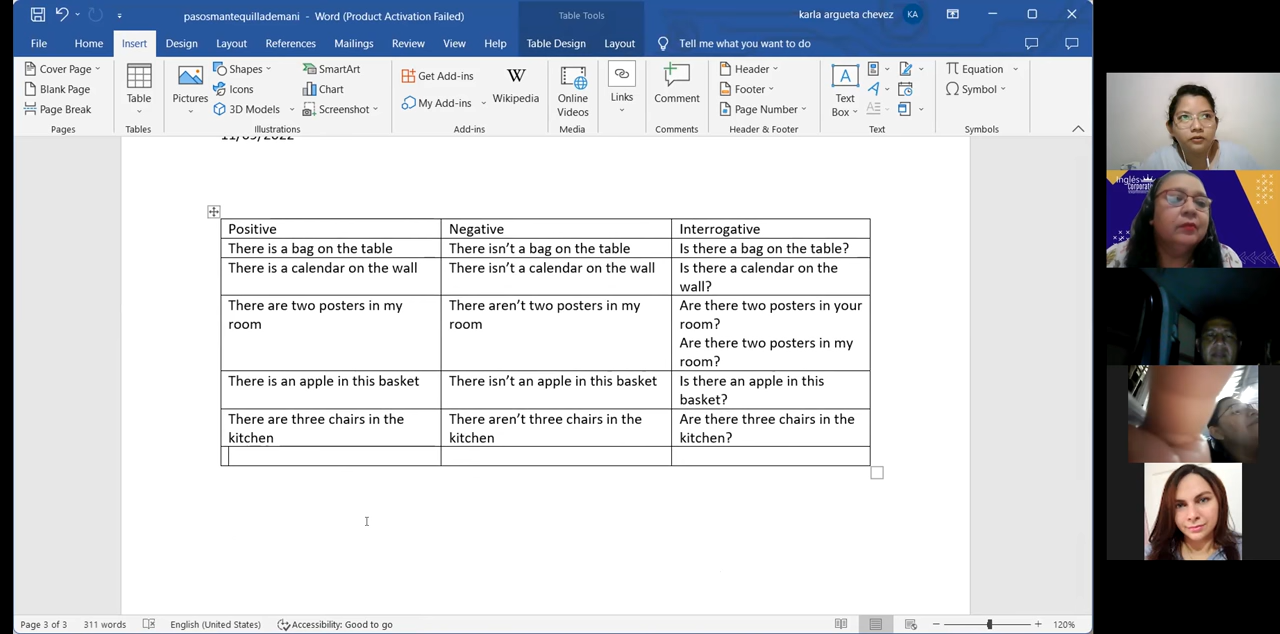 pasosmantequillademani - Word (Product Activation Failed)
Table Tools
karla argueta chevez
KA
File Home Insert Design Layout References Mailings Review View Help Table Design Layout Tell me what you want to do
Cover Page
Blank Page
Page Break
Pages
Table
Tables
Pictures
Shapes
Icons
3D Models
SmartArt
Chart
Screenshot
Illustrations
Get Add-ins
My Add-ins
W
Wikipedia
Add-ins
Online
Videos
Media
Links
Comment
Comments
Header
Footer
Page Number
Header & Footer
A
Text
Box
Text
Equation
Symbol
Symbols
11/05/2022
Positive Negative Interrogative
There is a bag on the table There isn't a bag on the table Is there a bag on the table?
There is a calendar on the wall There isn't a calendar on the wall Is there a calendar on the
wall?
There are two posters in my There aren't two posters in my Are there two posters in your
room room room?
Are there two posters in my
room?
There is an apple in this basket There isn't an apple in this basket Is there an apple in this
basket?
There are three chairs in the There aren't three chairs in the Are there three chairs in the
kitchen kitchen kitchen?
Page 3 of 3 311 words English (United States) Accessibility: Good to go 120%
Inglés
Corporativo